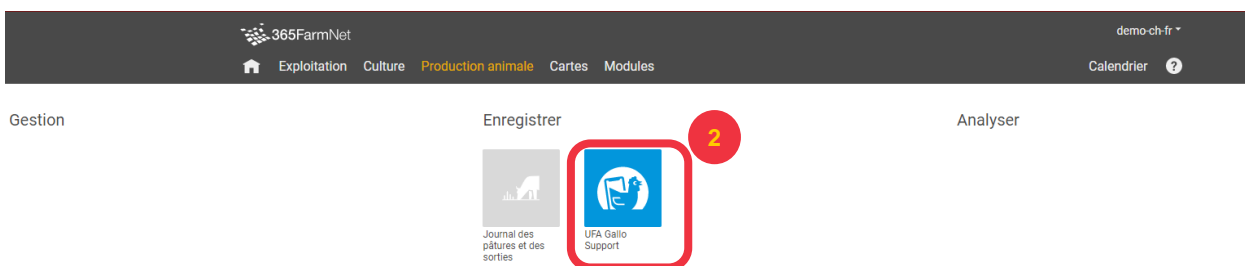 365FarmNet
demo-ch-fr
Exploitation Culture Production animale Cartes Modules
Calendrier ?
Gestion
Enregistrer
Analyser
2
Journal des
pâtures et des
sorties
UFA Gallo
Support